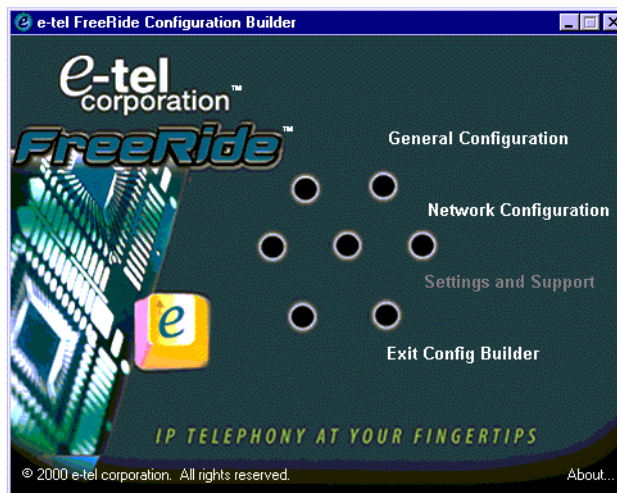 e-tel FreeRide Configuration Builder
e-tel
corporation™
FreeRide™
General Configuration
Network Configuration
Settings and Support
e
Exit Config Builder
IP TELEPHONY AT YOUR FINGERTIPS
© 2000 e-tel corporation. All rights reserved.
About...